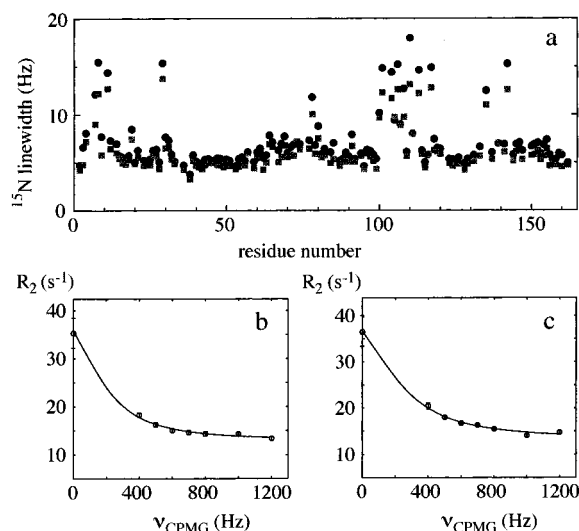 a
20
10
0
¹⁵N linewidth (Hz)
0 50 100 150
residue number
R₂ (s⁻¹) R₂ (s⁻¹)
b c
40 40
30 30
20 20
10 10
0 400 800 1200 0 400 800 1200
νCPMG (Hz) νCPMG (Hz)